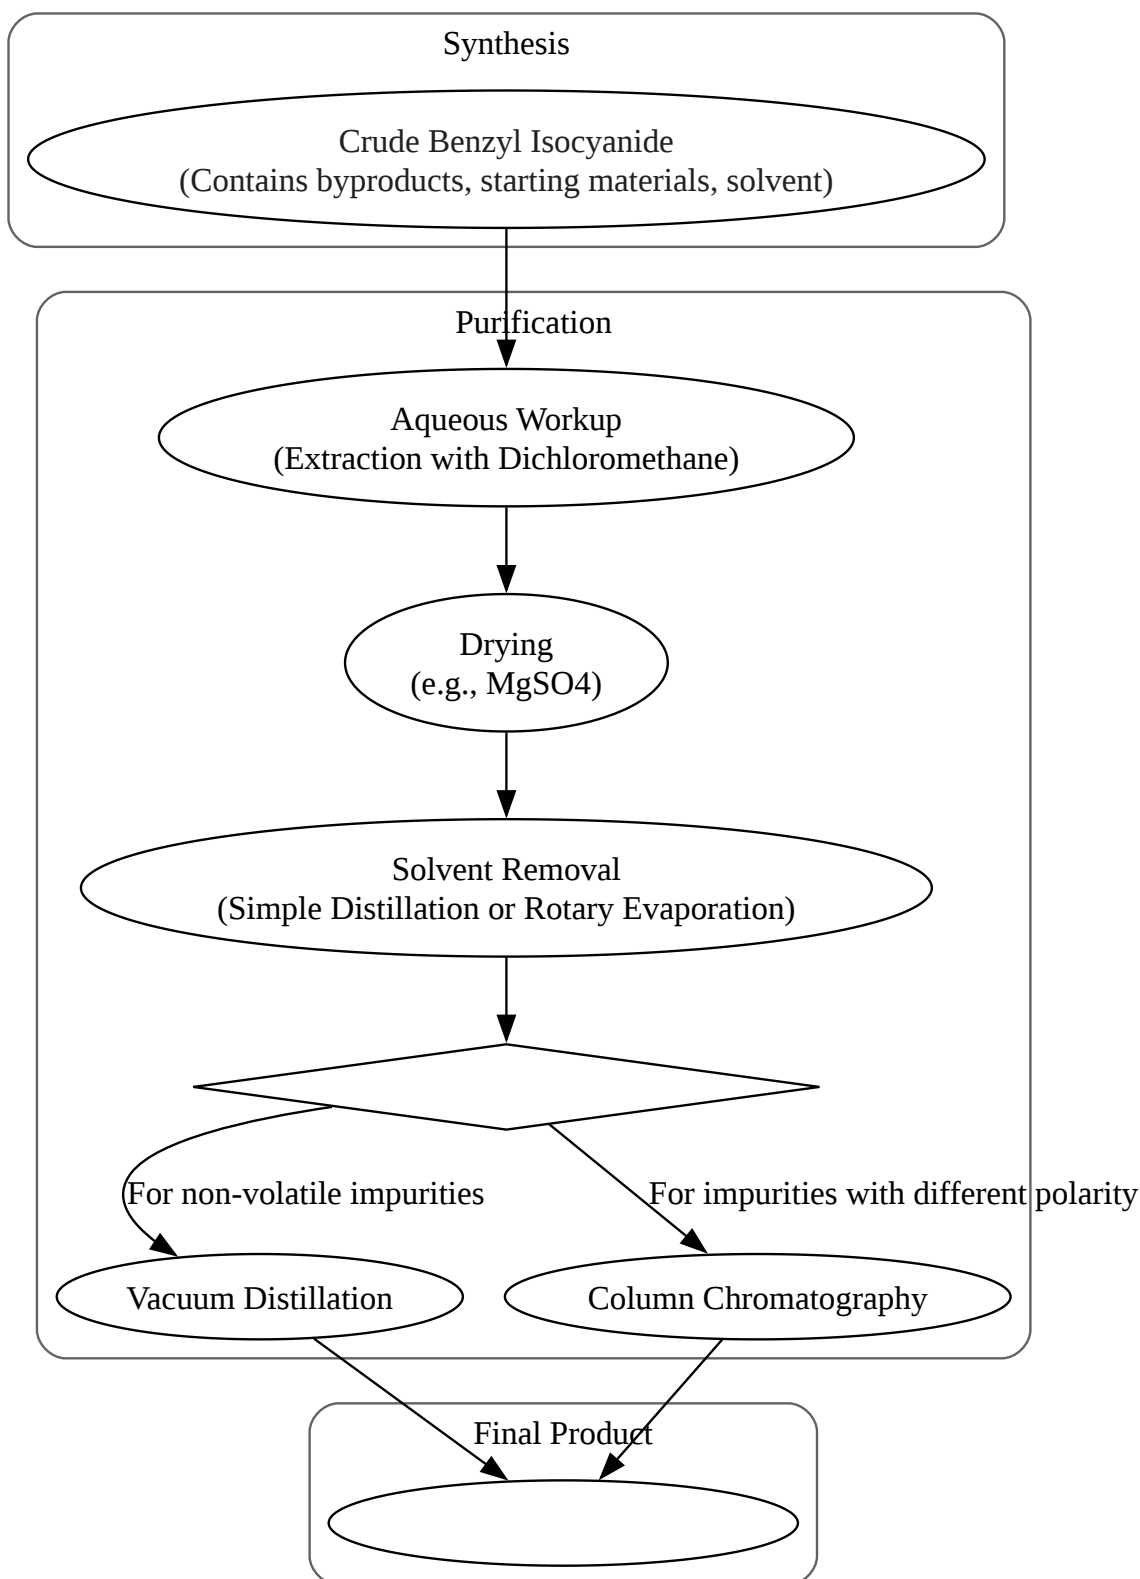 Synthesis
Crude Benzyl Isocyanide
(Contains byproducts, starting materials, solvent)
Purification
Aqueous Workup
(Extraction with Dichloromethane)
Drying
(e.g., MgSO4)
Solvent Removal
(Simple Distillation or Rotary Evaporation)
For non-volatile impurities
For impurities with different polarity
Vacuum Distillation
Column Chromatography
Final Product